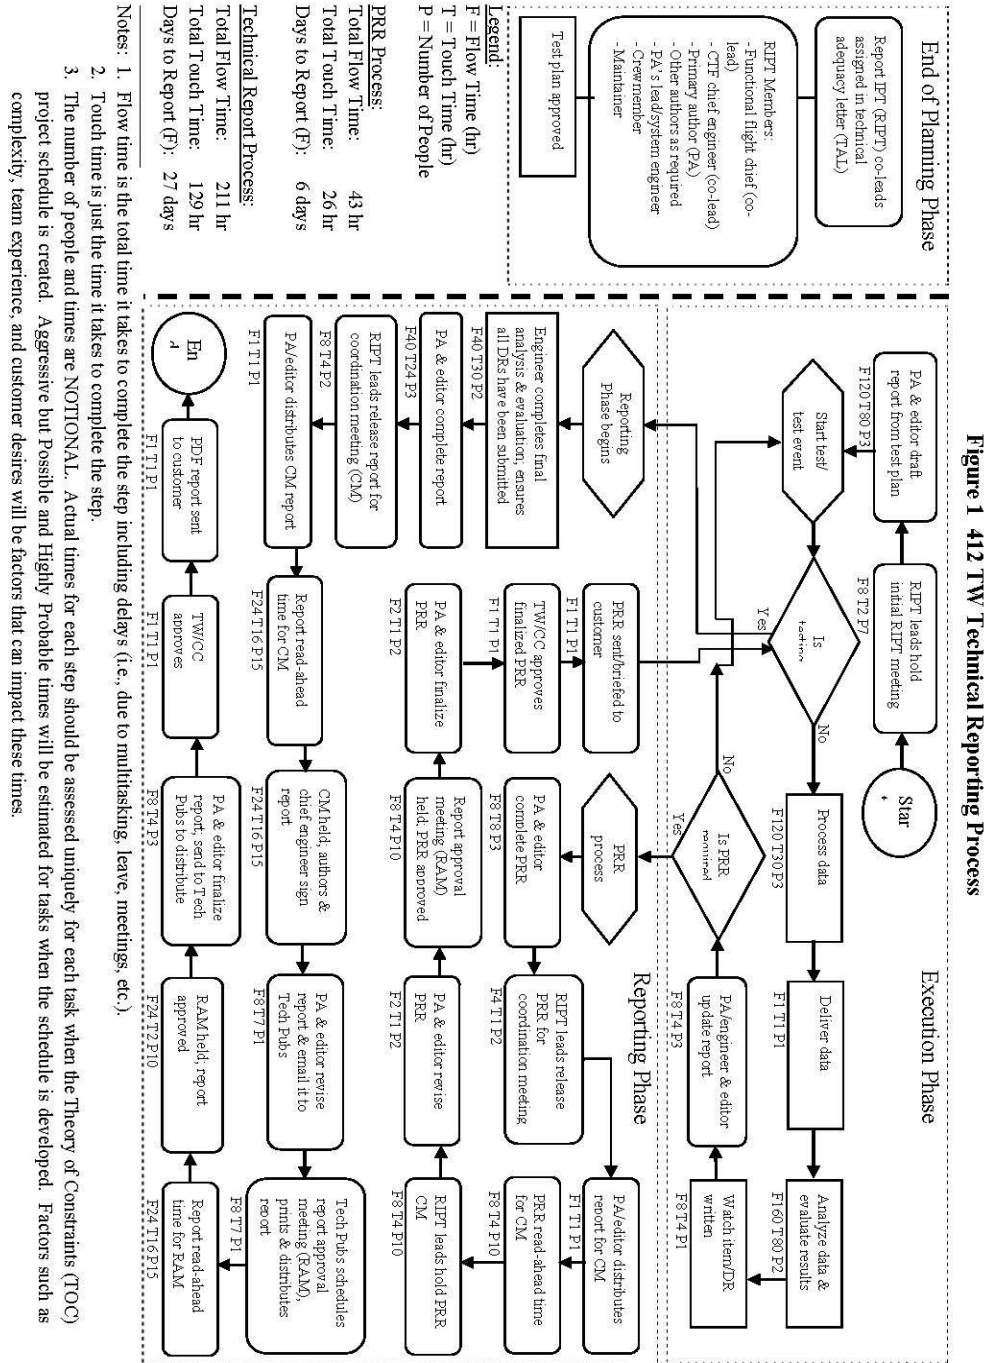 Figure 1  412 TW Technical Reporting Process
End of Planning Phase
Report IPT (RIPT) co-leads
assigned in technical
adequacy letter (TAL)
RIPT Members:
- Functional flight chief (co-
lead)
- CTF chief engineer (co-lead)
- Primary author (PA)
- Other authors as required
- PA's lead/system engineer
- Crewmember
- Maintainer
Test plan approved
Legend:
F = Flow Time (hr)
T = Touch Time (hr)
P = Number of People
PRR Process:
Total Flow Time: 43 hr
Total Touch Time: 26 hr
Days to Report (F): 6 days
Technical Report Process:
Total Flow Time: 211 hr
Total Touch Time: 129 hr
Days to Report (F): 27 days
Execution Phase
Star
RIPT leads hold
initial RIPT meeting
F8 T2 P7
PA & editor draft
report from test plan
F120 T80 P3
Start test/
test event
Is
Yes
No
Process data
F120 T30 P3
Deliver data
F1 T1 P1
Analyze data &
evaluate results
F160 T80 P2
Watch item/DR
written
F8 T4 P1
PA/engineer & editor
update report
F8 T4 P3
Is PRR
required
No
Yes
Reporting Phase
PRR
process
PA & editor
complete PRR
F8 T8 P3
RIPT leads release
PRR for
coordination meeting
F4 T1 P2
PA/editor distributes
report for CM
F1 T1 P1
PRR read-ahead time
for CM
F8 T4 P10
RIPT leads hold PRR
CM
F8 T4 P10
PA & editor revise
PRR
F2 T1 P2
Report approval
meeting (RAM)
held; PRR approved
F8 T4 P10
PA & editor finalize
PRR
F2 T1 P2
TW/CC approves
finalized PRR
F1 T1 P1
PRR sent/briefed to
customer
F1 T1 P1
Reporting
Phase begins
Engineer completes final
analysis & evaluation; ensures
all DRs have been submitted
F40 T30 P2
PA & editor complete report
F40 T24 P3
RIPT leads release report for
coordination meeting (CM)
F8 T4 P2
PA/editor distributes CM report
F1 T1 P1
Report read-ahead
time for CM
F24 T16 P15
CM held; authors &
chief engineer sign
report
F24 T16 P15
PA & editor revise
report & email it to
Tech Pubs
F8 T7 P1
Tech Pubs schedules
report approval
meeting (RAM),
prints & distributes
report
F8 T7 P1
Report read-ahead
time for RAM
F24 T16 P15
RAM held; report
approved
F24 T2 P10
PA & editor finalize
report, send to Tech
Pubs to distribute
F8 T4 P3
TW/CC
approves
F1 T1 P1
PDF report sent
to customer
F1 T1 P1
En
Notes: 1. Flow time is the total time it takes to complete the step including delays (i.e., due to multitasking, leave, meetings, etc.).
2. Touch time is just the time it takes to complete the step.
3. The number of people and times are NOTIONAL. Actual times for each step should be assessed uniquely for each task when the Theory of Constraints (TOC)
project schedule is created. Aggressive but Possible and Highly Probable times will be estimated for tasks when the schedule is developed. Factors such as
complexity, team experience, and customer desires will be factors that can impact these times.